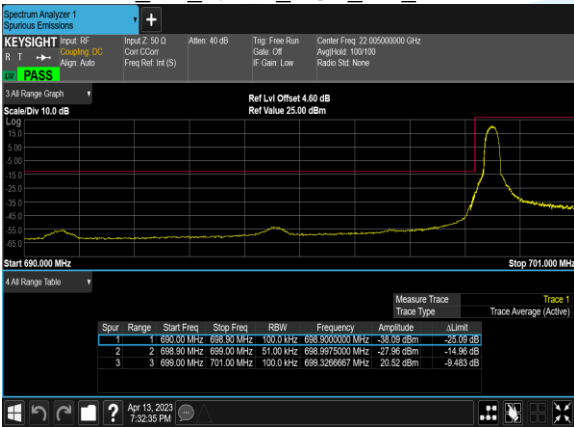 Spectrum Analyzer 1
Spurious Emissions
+
KEYSIGHT Input: RF Input Z: 50 Ω Atten: 40 dB Trig: Free Run Center Freq: 22.005000000 GHz
R T Coupling: DC Corr CCorr Gate: Off Avg|Hold: 100/100
Align: Auto Freq Ref: Int (S) IF Gain: Low Radio Std: None
PASS
3 All Range Graph
Ref Lvl Offset 4.60 dB
Scale/Div 10.0 dB Ref Value 25.00 dBm
Log
15.0
5.00
-5.00
-15.0
-25.0
-35.0
-45.0
-55.0
-65.0
Start 690.000 MHz Stop 701.000 MHz
4 All Range Table
Measure Trace Trace 1
Trace Type Trace Average (Active)
Spur Range Start Freq Stop Freq RBW Frequency Amplitude ΔLimit
1 1 690.00 MHz 698.90 MHz 100.0 kHz 698.9000000 MHz -38.09 dBm -25.09 dB
2 2 698.90 MHz 699.00 MHz 51.00 kHz 698.9975000 MHz -27.96 dBm -14.96 dB
3 3 699.00 MHz 701.00 MHz 100.0 kHz 699.3266667 MHz 20.52 dBm -9.483 dB
? Apr 13, 2023
7:32:35 PM